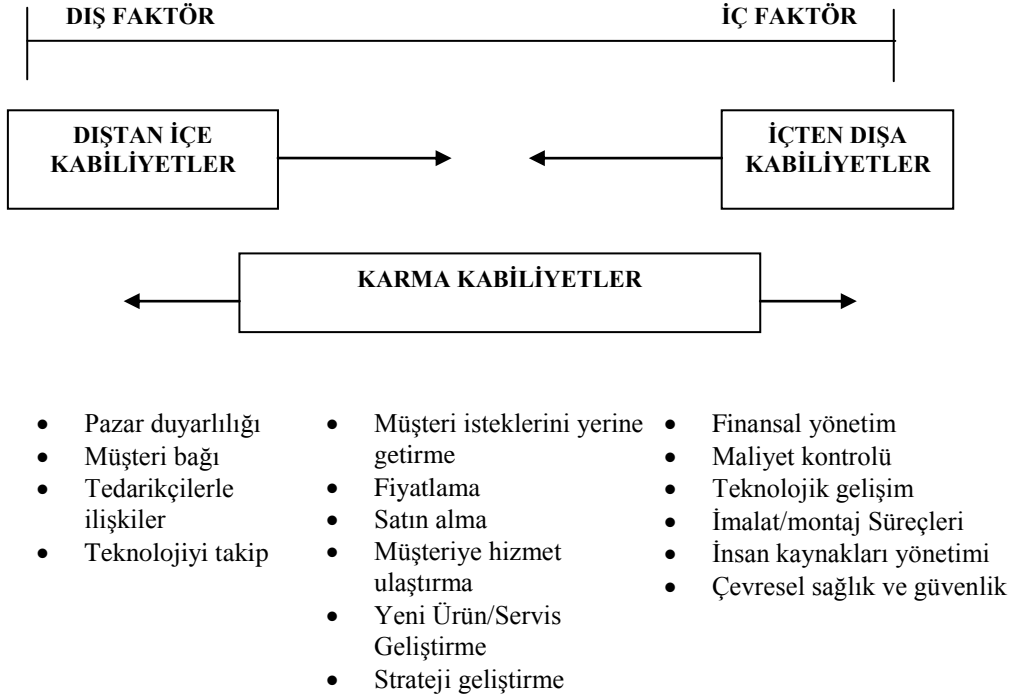 DIŞ FAKTÖR
İÇ FAKTÖR
DIŞTAN İÇE
KABİLİYETLER
İÇTEN DIŞA
KABİLİYETLER
KARMA KABİLİYETLER
• Pazar duyarlılığı
• Müşteri bağı
• Tedarikçilerle
ilişkiler
• Teknolojiyi takip
• Müşteri isteklerini yerine
getirme
• Fiyatlama
• Satın alma
• Müşteriye hizmet
ulaştırma
• Yeni Ürün/Servis
Geliştirme
• Strateji geliştirme
• Finansal yönetim
• Maliyet kontrolü
• Teknolojik gelişim
• İmalat/montaj Süreçleri
• İnsan kaynakları yönetimi
• Çevresel sağlık ve güvenlik